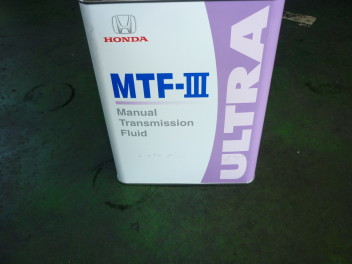 HONDA
MTF-III
Manual
Transmission
Fluid
ULTRA